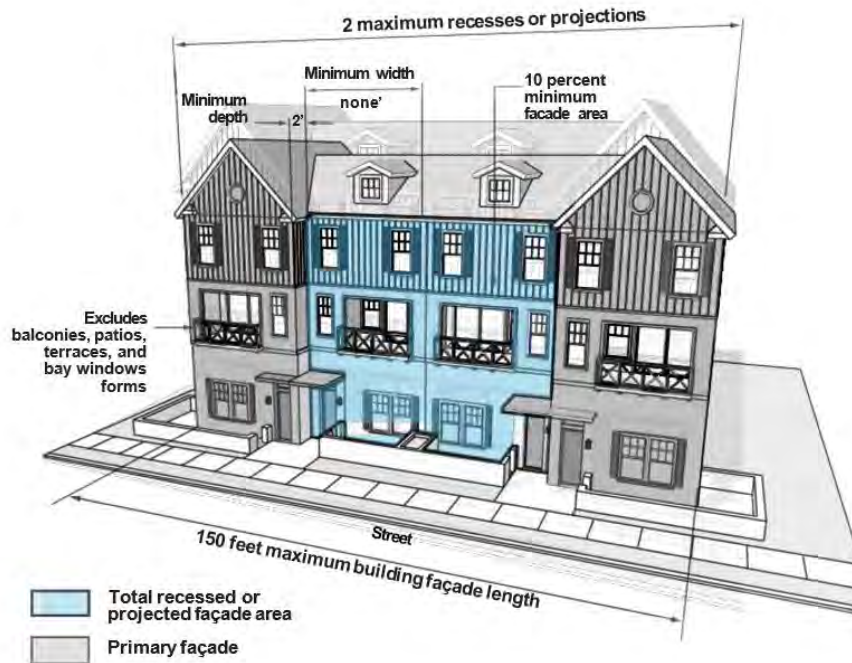 2 maximum recesses or projections
Minimum width
none'
10 percent
minimum
facade area
Minimum
depth
2'
Excludes
balconies, patios,
terraces, and
bay windows
forms
Street
150 feet maximum building façade length
Total recessed or
projected façade area
Primary façade